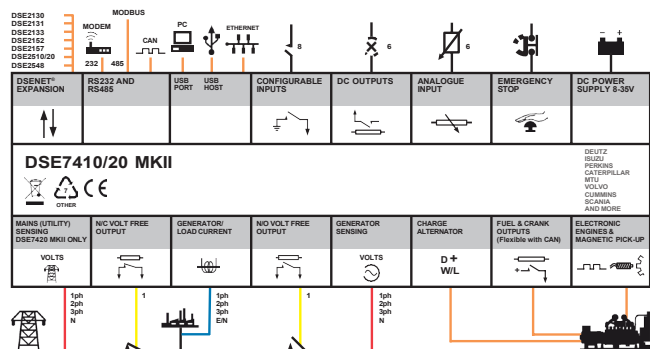 DSE2130
DSE2131
DSE2133
DSE2152
DSE2157
DSE2510/20
DSE2548
MODBUS
MODEM
CAN
232
485
PC
ETHERNET
8
6
6
- +
DSENET®
EXPANSION
RS232 AND
RS485
USB
PORT
USB
HOST
CONFIGURABLE
INPUTS
DC OUTPUTS
ANALOGUE
INPUT
EMERGENCY
STOP
DC POWER
SUPPLY 8-35V
DSE7410/20 MKII
7
OTHER
CE
DEUTZ
ISUZU
PERKINS
CATERPILLAR
MTU
VOLVO
CUMMINS
SCANIA
AND MORE
MAINS (UTILITY)
SENSING
DSE7420 MKII ONLY
N/C VOLT FREE
OUTPUT
GENERATOR/
LOAD CURRENT
N/O VOLT FREE
OUTPUT
GENERATOR
SENSING
CHARGE
ALTERNATOR
FUEL & CRANK
OUTPUTS
(Flexible with CAN)
ELECTRONIC
ENGINES &
MAGNETIC PICK-UP
VOLTS
VOLTS
D+
W/L
+
1ph
2ph
3ph
N
1
1ph
2ph
3ph
E/N
1
1ph
2ph
3ph
N